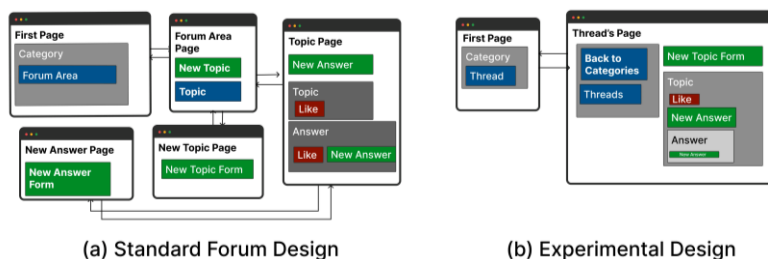 First Page
Category
Forum Area
Forum Area
Page
New Topic
Topic
Topic Page
New Answer
Topic
Like
Answer
Like
New Answer
New Answer Page
New Answer
Form
New Topic Page
New Topic Form
(a) Standard Forum Design
First Page
Category
Thread
Thread's Page
Back to
Categories
Threads
New Topic Form
Topic
Like
New Answer
Answer
New Answer
(b) Experimental Design